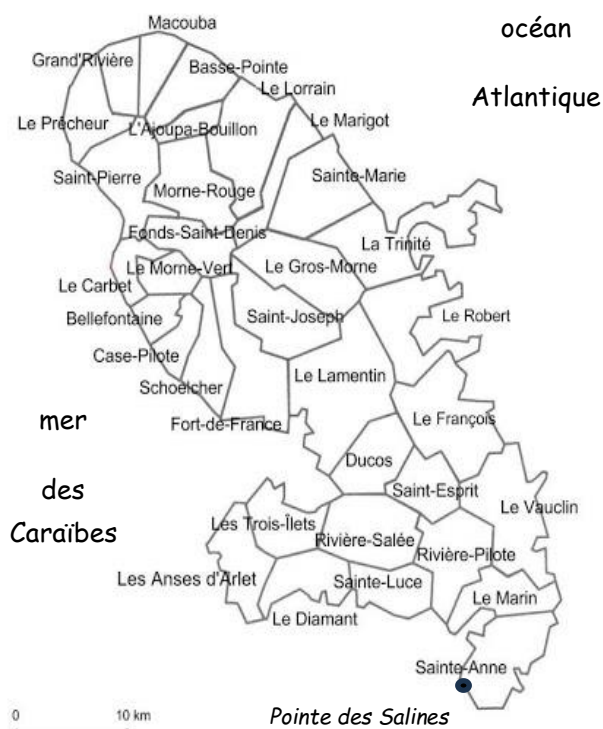 Macouba
océan
Grand'Rivière
Basse-Pointe
Le Lorrain
Atlantique
Le Prêcheur
L'Ajoupa-Bouillon
Le Marigot
Saint-Pierre
Sainte-Marie
Morne-Rouge
Fonds-Saint-Denis
La Trinité
Le Morne-Vert
Le Gros-Morne
Le Carbet
Bellefontaine
Saint-Joseph
Le Robert
Case-Pilote
Le Lamentin
Schoelcher
mer
Fort-de-France
Le François
Ducos
des
Saint-Esprit
Le Vauclin
Caraïbes
Les Trois-Îlets
Rivière-Salée
Rivière-Pilote
Les Anses d'Arlet
Sainte-Luce
Le Marin
Le Diamant
Sainte-Anne
0 10 km
Pointe des Salines